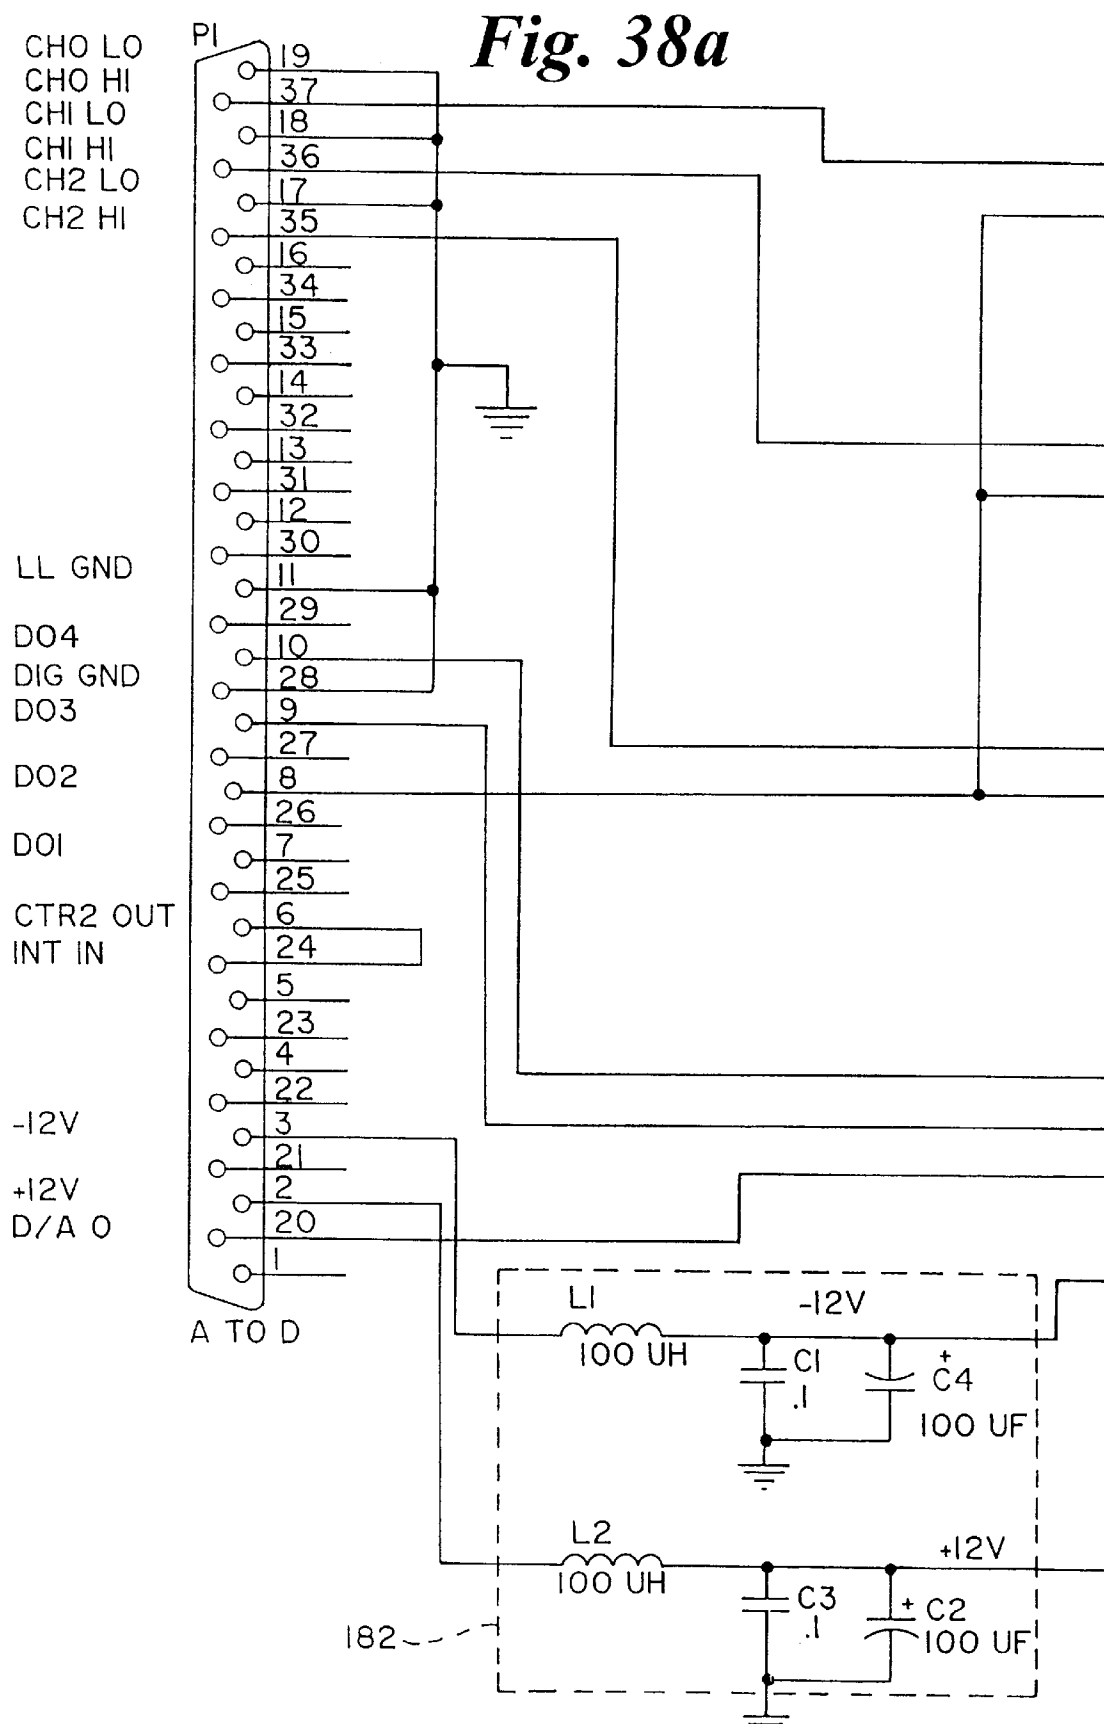 Fig. 38a
P1
CH0 LO
CH0 HI
CH1 LO
CH1 HI
CH2 LO
CH2 HI
19
37
18
36
17
35
16
34
15
33
14
32
13
31
12
30
LL GND
11
29
DO4
10
DIG GND
28
DO3
9
27
DO2
8
26
DO1
7
25
CTR2 OUT
6
INT IN
24
5
23
4
22
-12V
3
21
+12V
2
D/A 0
20
1
A TO D
L1
100 UH
-12V
C1
.1
+
C4
100 UF
L2
100 UH
+12V
C3
.1
+ C2
100 UF
182